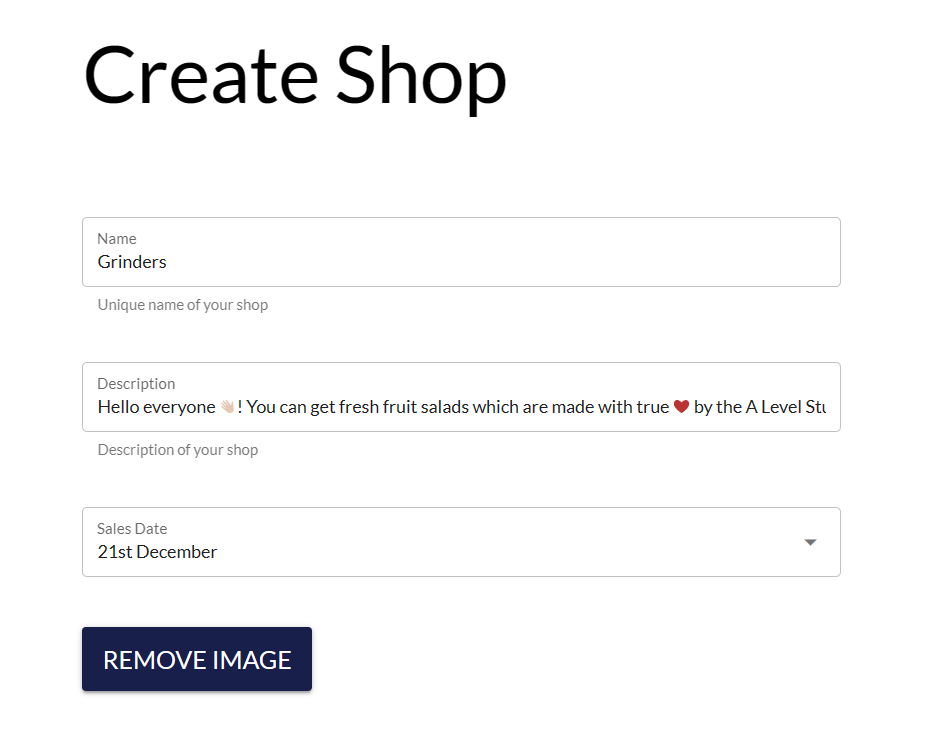 Create Shop
Name
Grinders
Unique name of your shop
Description
Hello everyone 👋🏻! You can get fresh fruit salads which are made with true ❤️ by the A Level
Description of your shop
Sales Date
21st December
REMOVE IMAGE